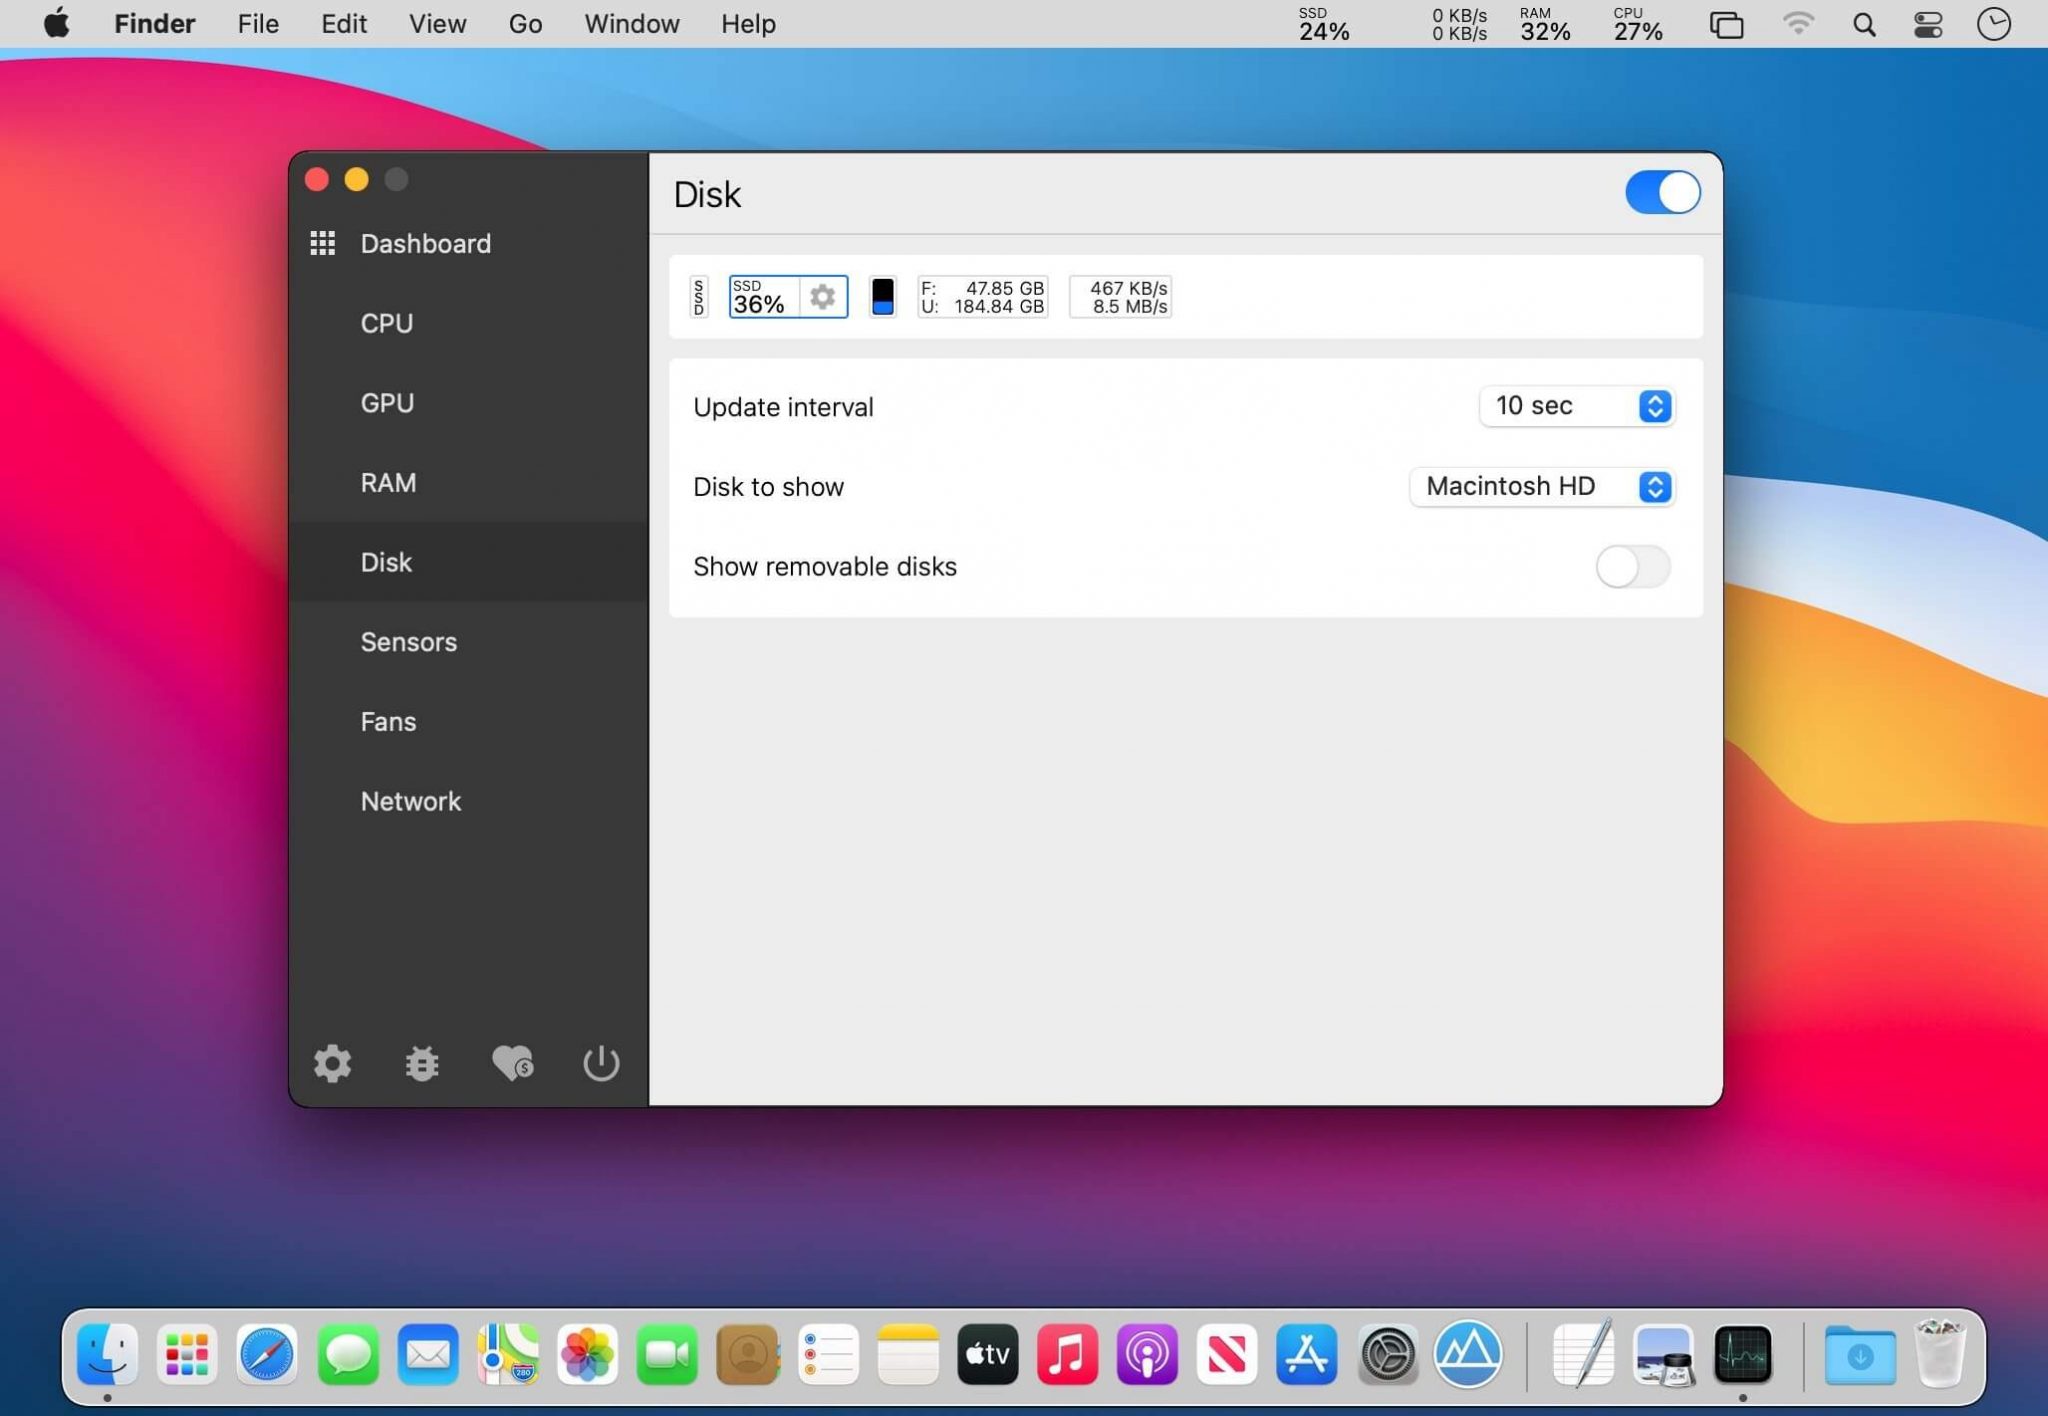 Finder File Edit View Go Window Help
SSD 24%
0 KB/s
0 KB/s
RAM 32%
CPU 27%
Disk
Dashboard
CPU
GPU
RAM
Disk
Sensors
Fans
Network
SSD
SSD
36%
F: 47.85 GB
U: 184.84 GB
467 KB/s
8.5 MB/s
Update interval 10 sec
Disk to show Macintosh HD
Show removable disks
$
280
tv